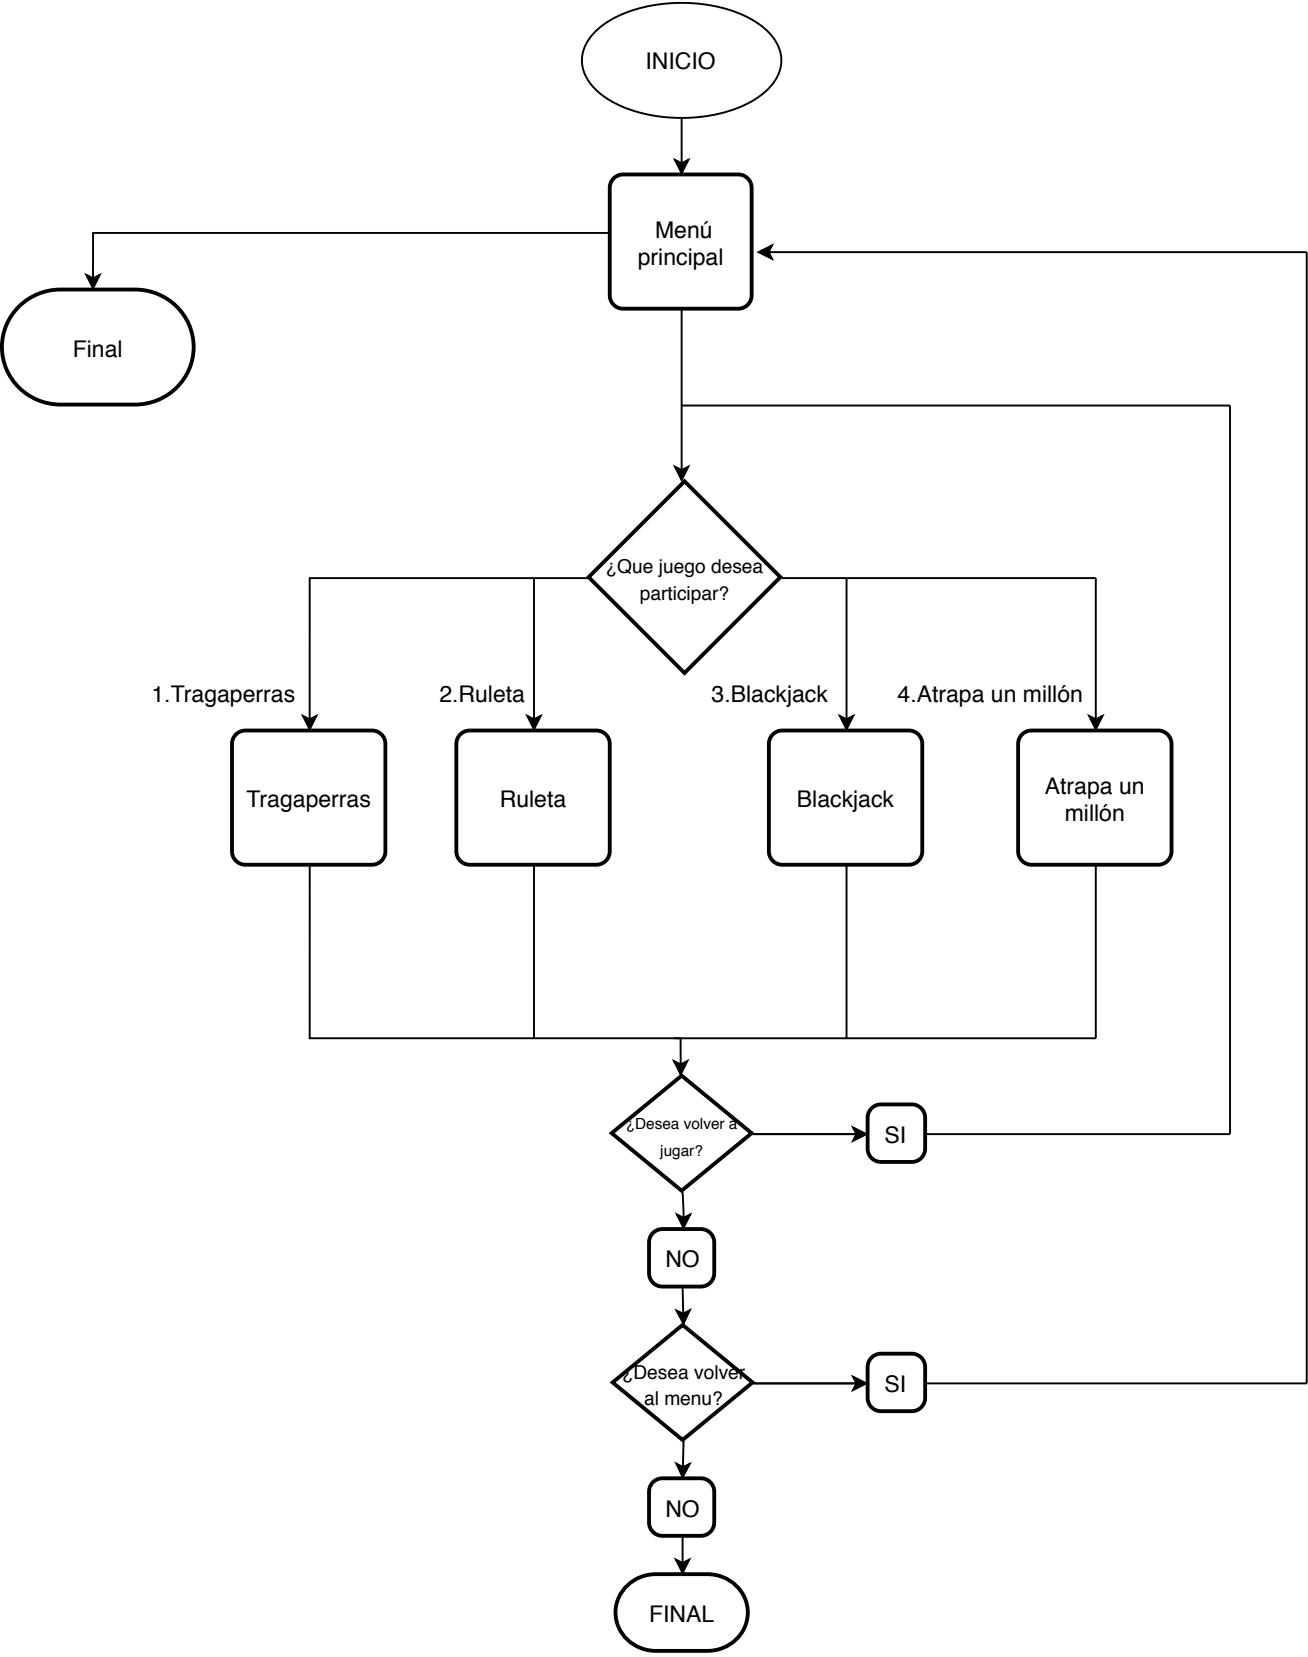 INICIO
Menú
principal
Final
¿Que juego desea
participar?
1.Tragaperras
2.Ruleta
3.Blackjack
4.Atrapa un millón
Tragaperras
Ruleta
Blackjack
Atrapa un
millón
¿Desea volver a
jugar?
SI
NO
¿Desea volver
al menu?
SI
NO
FINAL